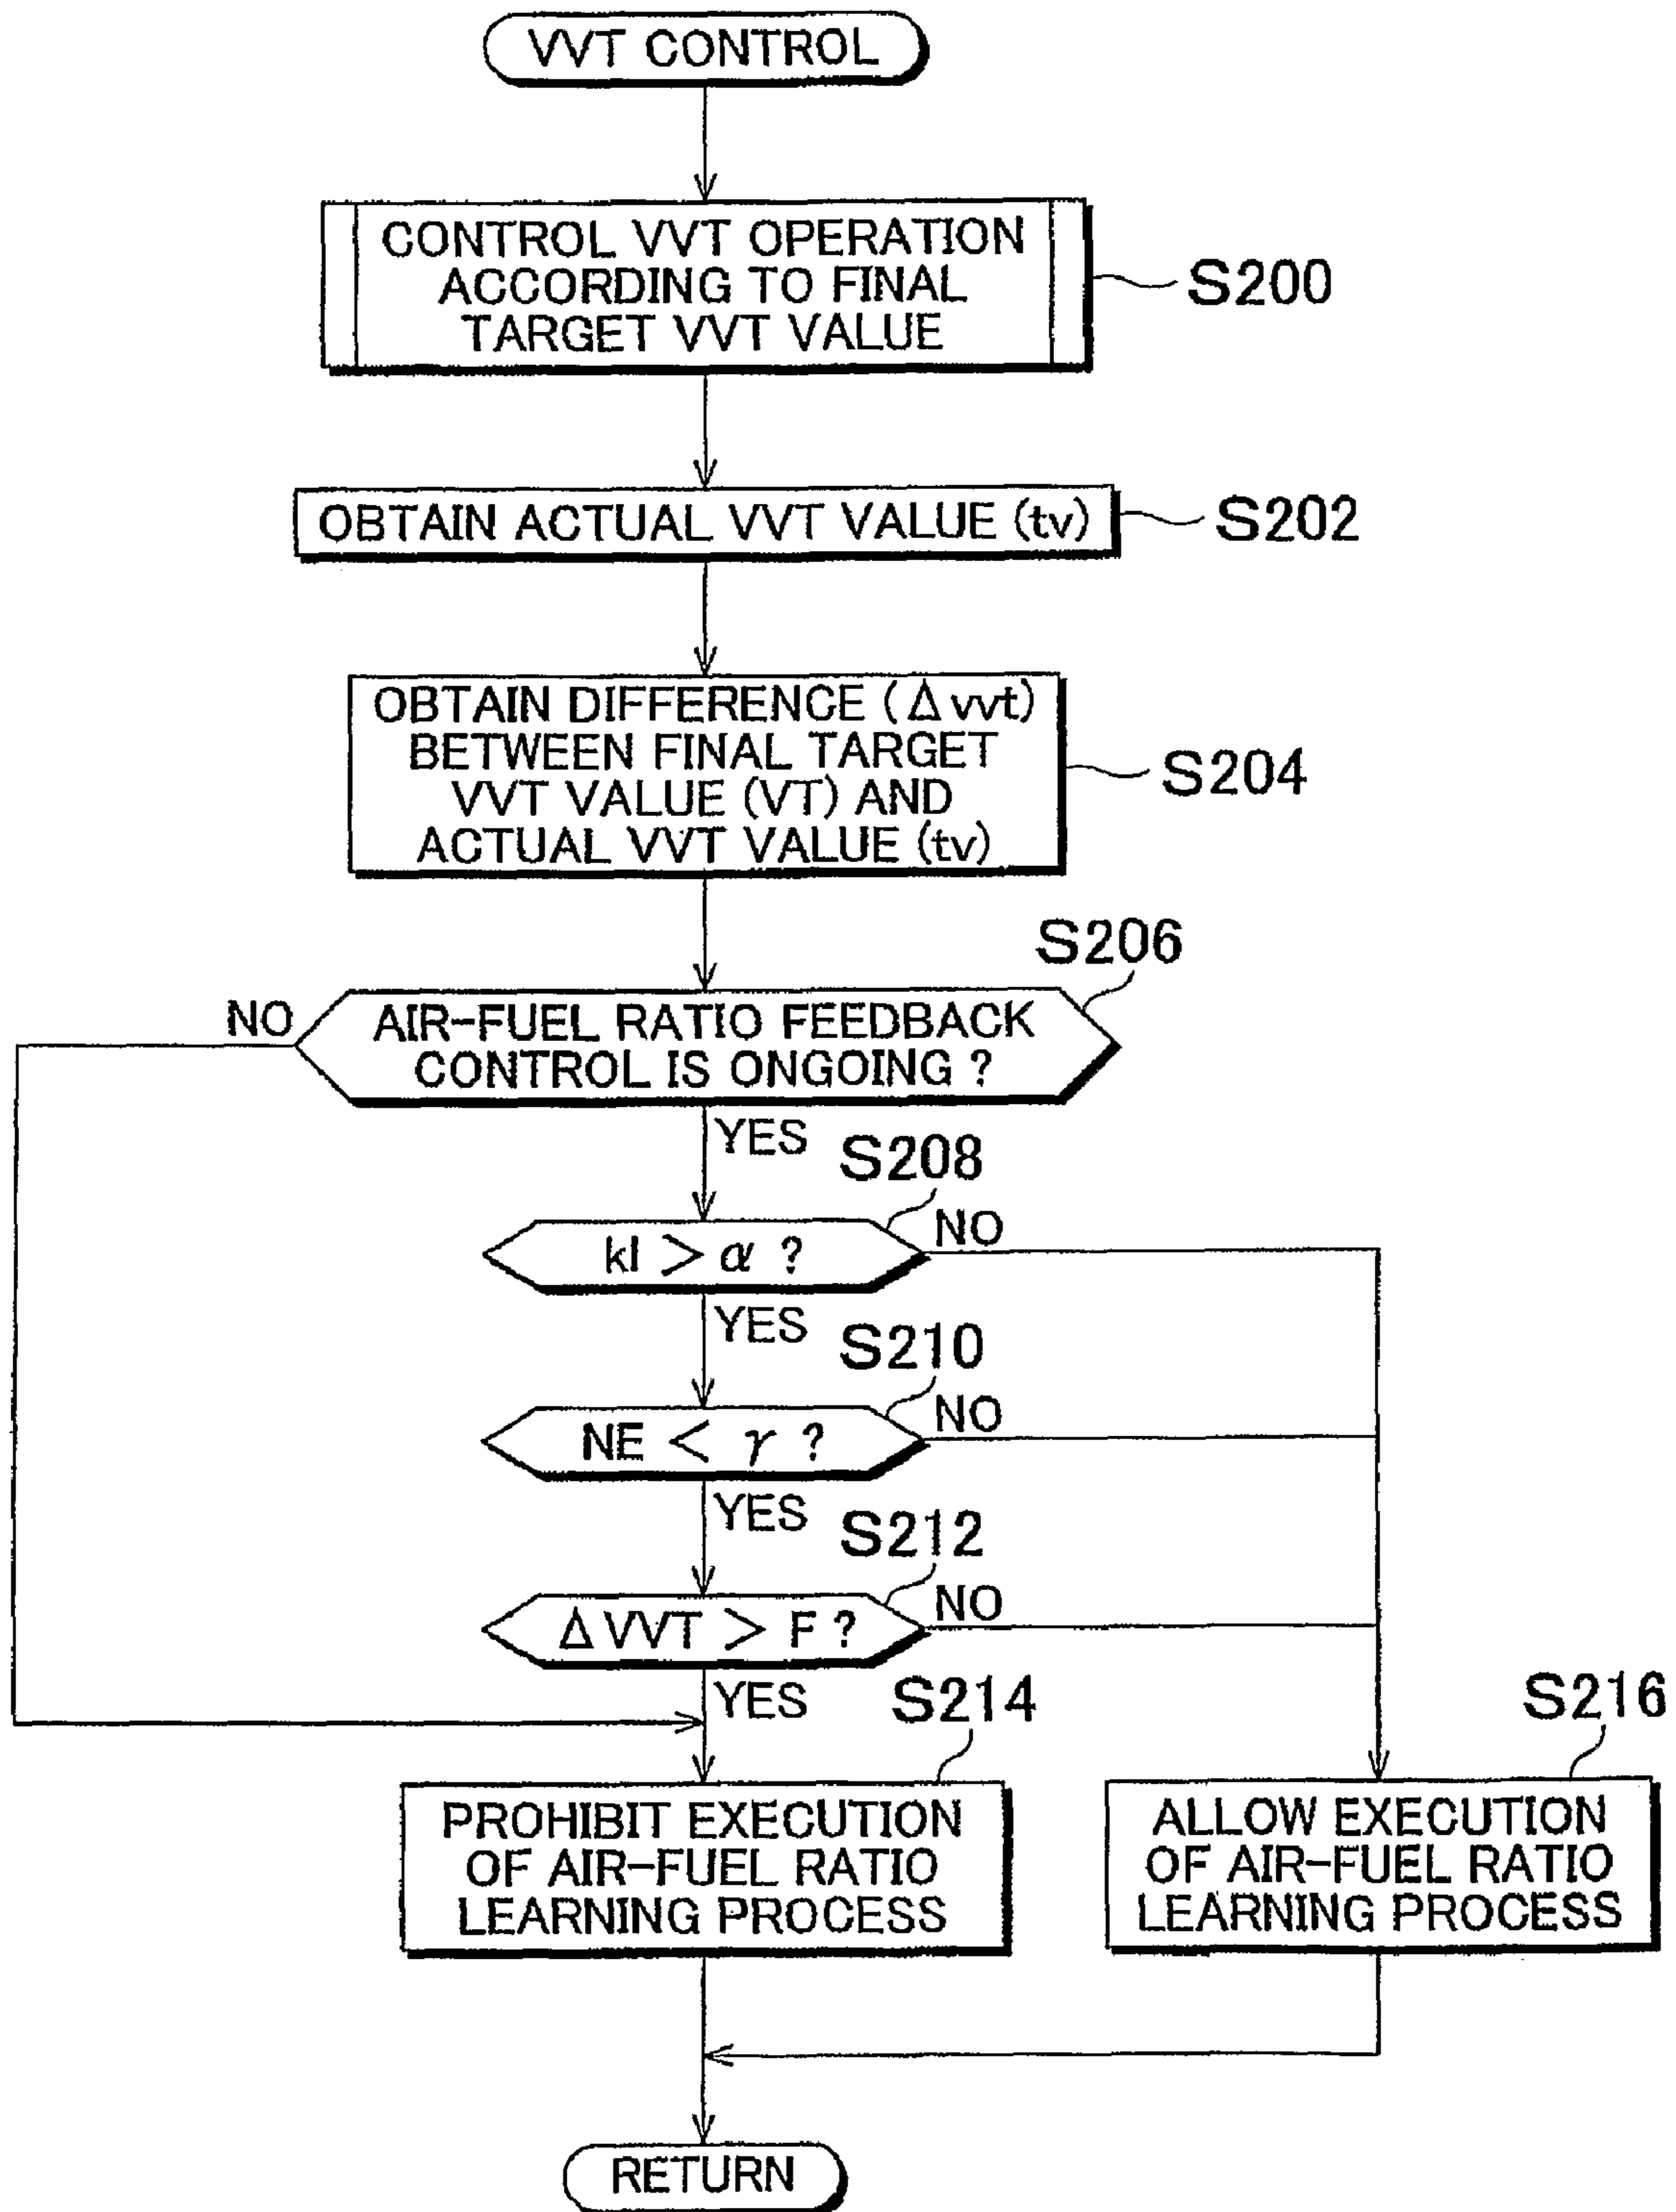 VVT CONTROL
CONTROL VVT OPERATION
ACCORDING TO FINAL
TARGET VVT VALUE
S200
OBTAIN ACTUAL VVT VALUE (tv)
S202
OBTAIN DIFFERENCE (Δvvt)
BETWEEN FINAL TARGET
VVT VALUE (VT) AND
ACTUAL VVT VALUE (tv)
S204
S206
NO
AIR-FUEL RATIO FEEDBACK
CONTROL IS ONGOING ?
YES
S208
kl > α ?
NO
YES
S210
NE < γ ?
NO
YES
S212
ΔVVT > F ?
NO
YES
S214
PROHIBIT EXECUTION
OF AIR-FUEL RATIO
LEARNING PROCESS
S216
ALLOW EXECUTION
OF AIR-FUEL RATIO
LEARNING PROCESS
RETURN